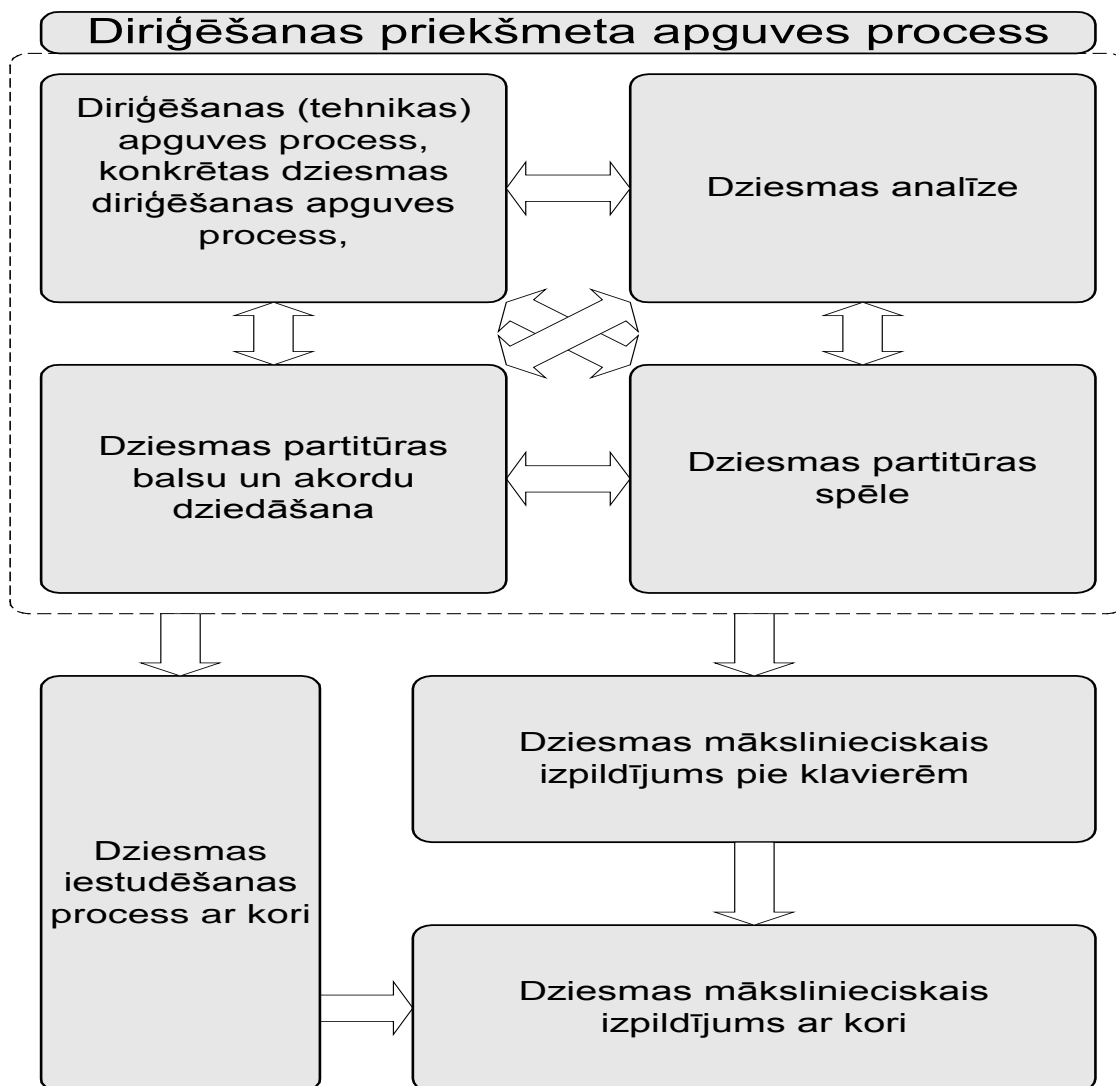 Diriģēšanas priekšmeta apguves process
Diriģēšanas (tehnikas)
apguves process,
konkrētas dziesmas
diriģēšanas apguves
process,
Dziesmas analīze
Dziesmas partitūras
balsu un akordu
dziedāšana
Dziesmas partitūras
spēle
Dziesmas
iestudēšanas
process ar kori
Dziesmas mākslinieciskais
izpildījums pie klavierēm
Dziesmas mākslinieciskais
izpildījums ar kori